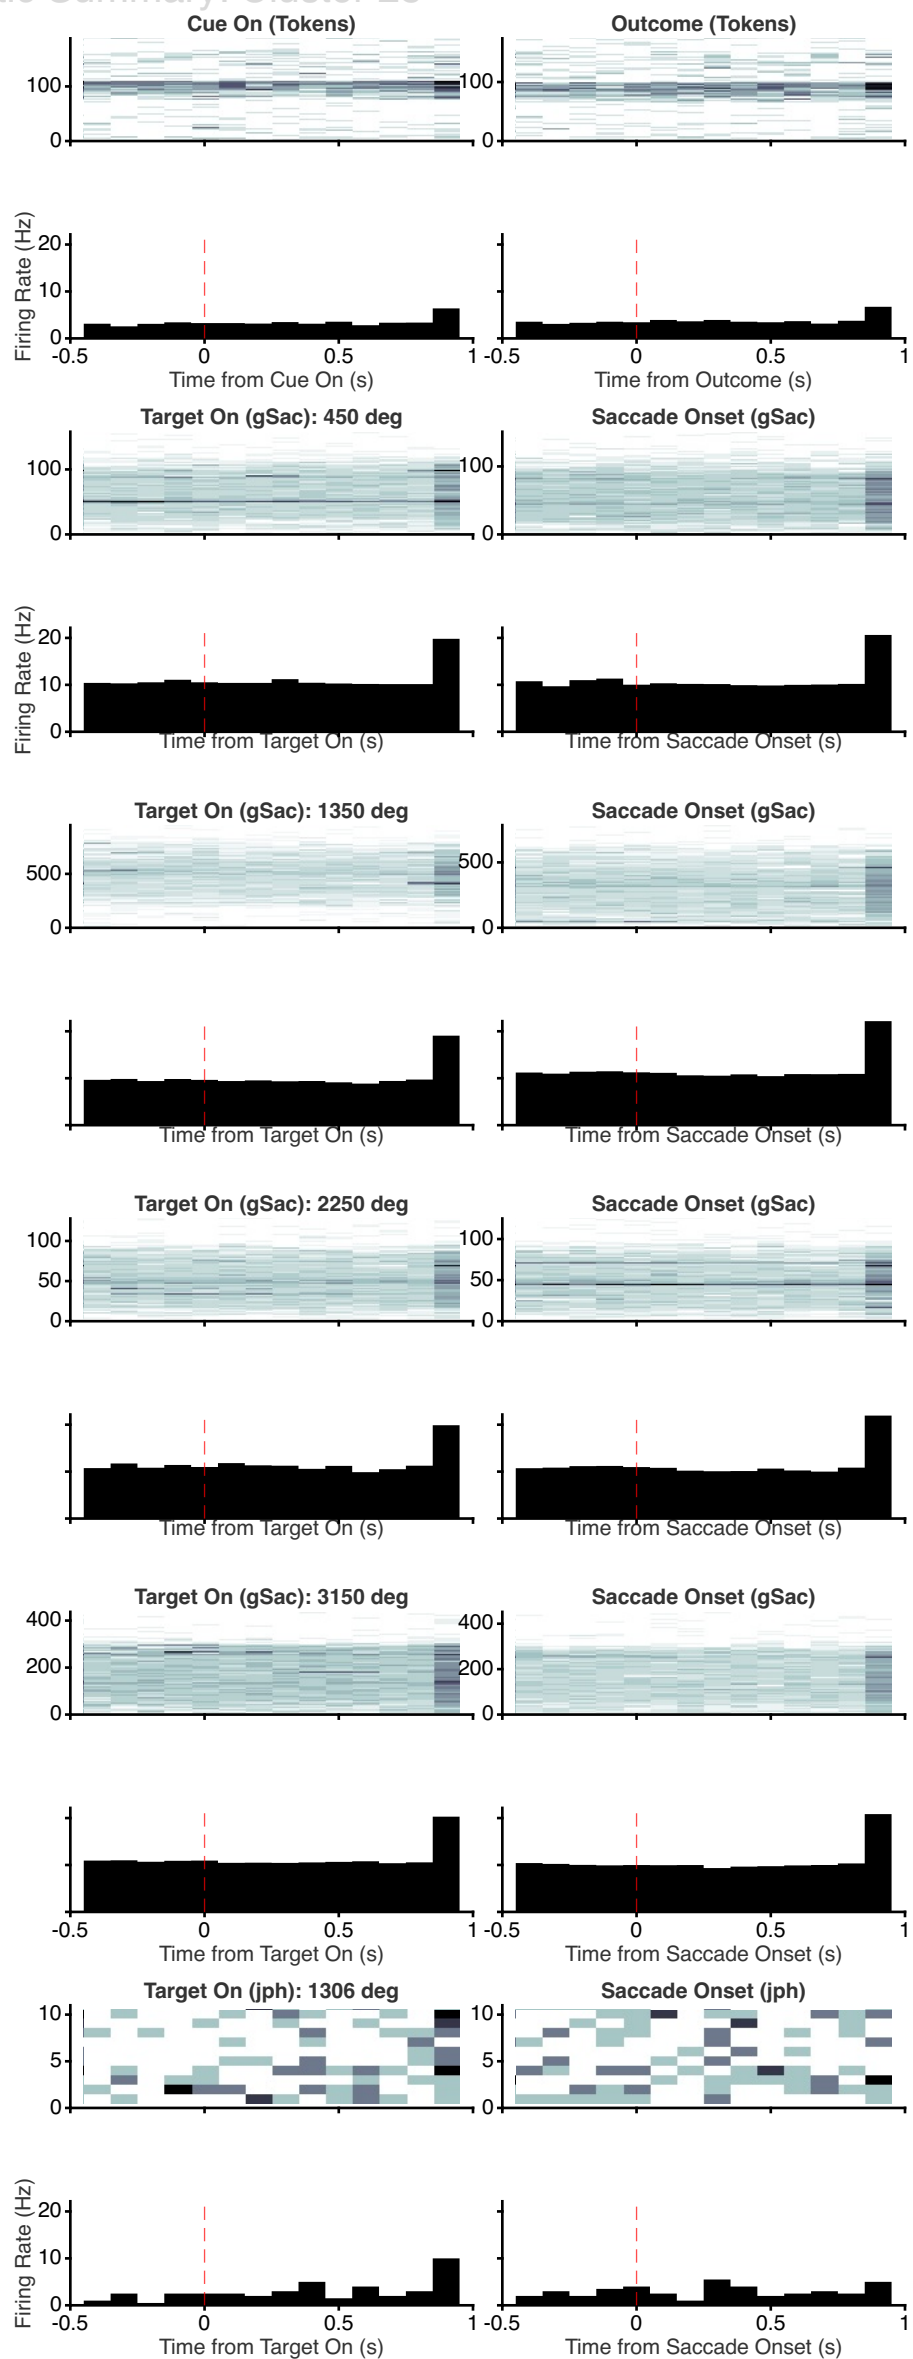 Summary: Cluster
Cue On (Tokens) Outcome (Tokens)
100 100
0 0
Firing Rate (Hz)
20
10
0
-0.5 0 0.5 1 -0.5 0 0.5 1
Time from Cue On (s) Time from Outcome (s)
Target On (gSac): 450 deg Saccade Onset (gSac)
100 100
0 0
Firing Rate (Hz)
20
10
0
Time from Target On (s) Time from Saccade Onset (s)
Target On (gSac): 1350 deg Saccade Onset (gSac)
500 500
0 0
Time from Target On (s) Time from Saccade Onset (s)
Target On (gSac): 2250 deg Saccade Onset (gSac)
100 100
50 50
0 0
Time from Target On (s) Time from Saccade Onset (s)
Target On (gSac): 3150 deg Saccade Onset (gSac)
400 400
200 200
0 0
-0.5 0 0.5 1 -0.5 0 0.5 1
Time from Target On (s) Time from Saccade Onset (s)
Target On (jph): 1306 deg Saccade Onset (jph)
10 10
5 5
0 0
Firing Rate (Hz)
20
10
0
-0.5 0 0.5 1 -0.5 0 0.5 1
Time from Target On (s) Time from Saccade Onset (s)